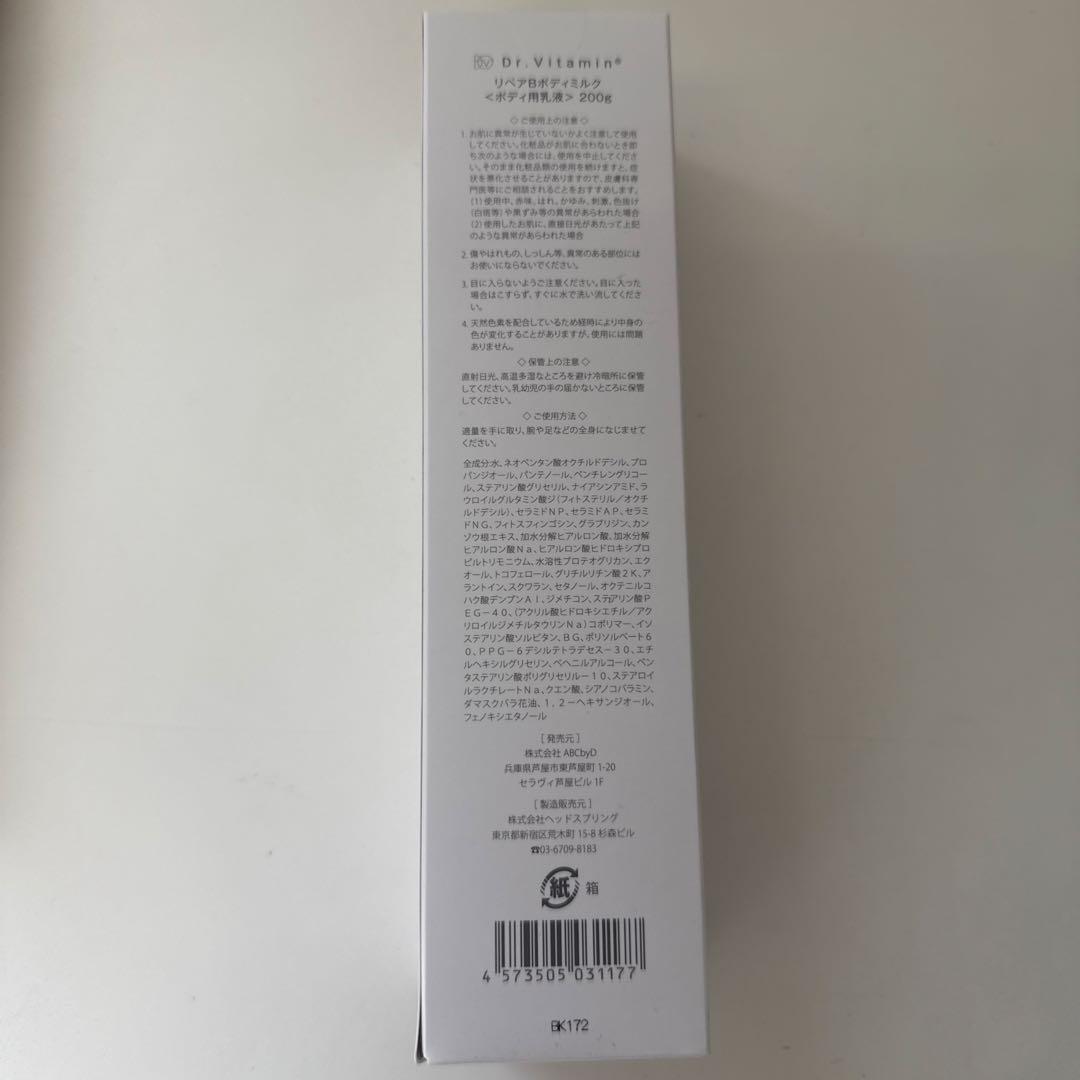 Dr.Vitamin®
リペアBボディミルク
<ボディ用乳液> 200g
◇ご使用上の注意◇
1. お肌に異常が生じていないかよく注意して使用
してください。化粧品がお肌に合わないとき即
ち次のような場合には、使用を中止してくださ
い。そのまま化粧品類の使用を続けますと、症
状を悪化させることがありますので、皮膚科専
門医等にご相談されることをおすすめします。
(1)使用中、赤味、はれ、かゆみ、刺激、色抜け
(白斑等)や黒ずみ等の異常があらわれた場合
(2)使用したお肌に、直接日光があたって上記
のような異常があらわれた場合
2. 傷やはれもの、しっしん等、異常のある部位には
お使いにならないでください。
3. 目に入らないようご注意ください。目に入った
場合はこすらず、すぐに水で洗い流してくださ
い。
4. 天然色素を配合しているため経時により中身の
色が変化することがありますが、使用には問題
ありません。
◇保管上の注意◇
直射日光、高温多湿なところを避け冷暗所に保管
してください。乳幼児の手の届かないところに保管
してください。
◇ご使用方法◇
適量を手に取り、腕や足などの全身になじませて
ください。
全成分:水、ネオペンタン酸オクチルドデシル、プロ
パンジオール、パンテノール、ペンチレングリコー
ル、ステアリン酸グリセリル、ナイアシンアミド、ラ
ウロイルグルタミン酸ジ(フィトステリル/オクチ
ルドデシル)、セラミドNP、セラミドAP、セラミ
ドNG、フィトスフィンゴシン、グラブリジン、カン
ゾウ根エキス、加水分解ヒアルロン酸、加水分解
ヒアルロン酸Na、ヒアルロン酸ヒドロキシプロ
ピルトリモニウム、水溶性プロテオグリカン、エク
オール、トコフェロール、グリチルリチン酸2K、ア
ラントイン、スクワラン、セタノール、オクテニルコ
ハク酸デンプンAl、ジメチコン、ステアリン酸P
EG-40、(アクリル酸ヒドロキシエチル/アク
リロイルジメチルタウリンNa)コポリマー、イソ
ステアリン酸ソルビタン、BG、ポリソルベート6
0、PPG-6デシルテトラデセス-30、エチ
ルヘキシルグリセリン、ベヘニルアルコール、ペン
タステアリン酸ポリグリセリル-10、ステアロイ
ルラクチレートNa、クエン酸、シアノコバラミン、
ダマスクバラ花油、1,2-ヘキサンジオール、
フェノキシエタノール
[発売元]
株式会社 ABCbyD
兵庫県芦屋市東芦屋町 1-20
セラヴィ芦屋ビル 1F
[製造販売元]
株式会社ヘッドスプリング
東京都新宿区荒木町 15-8 杉森ビル
☎03-6709-8183
紙 箱
4 573505 031177
BK172